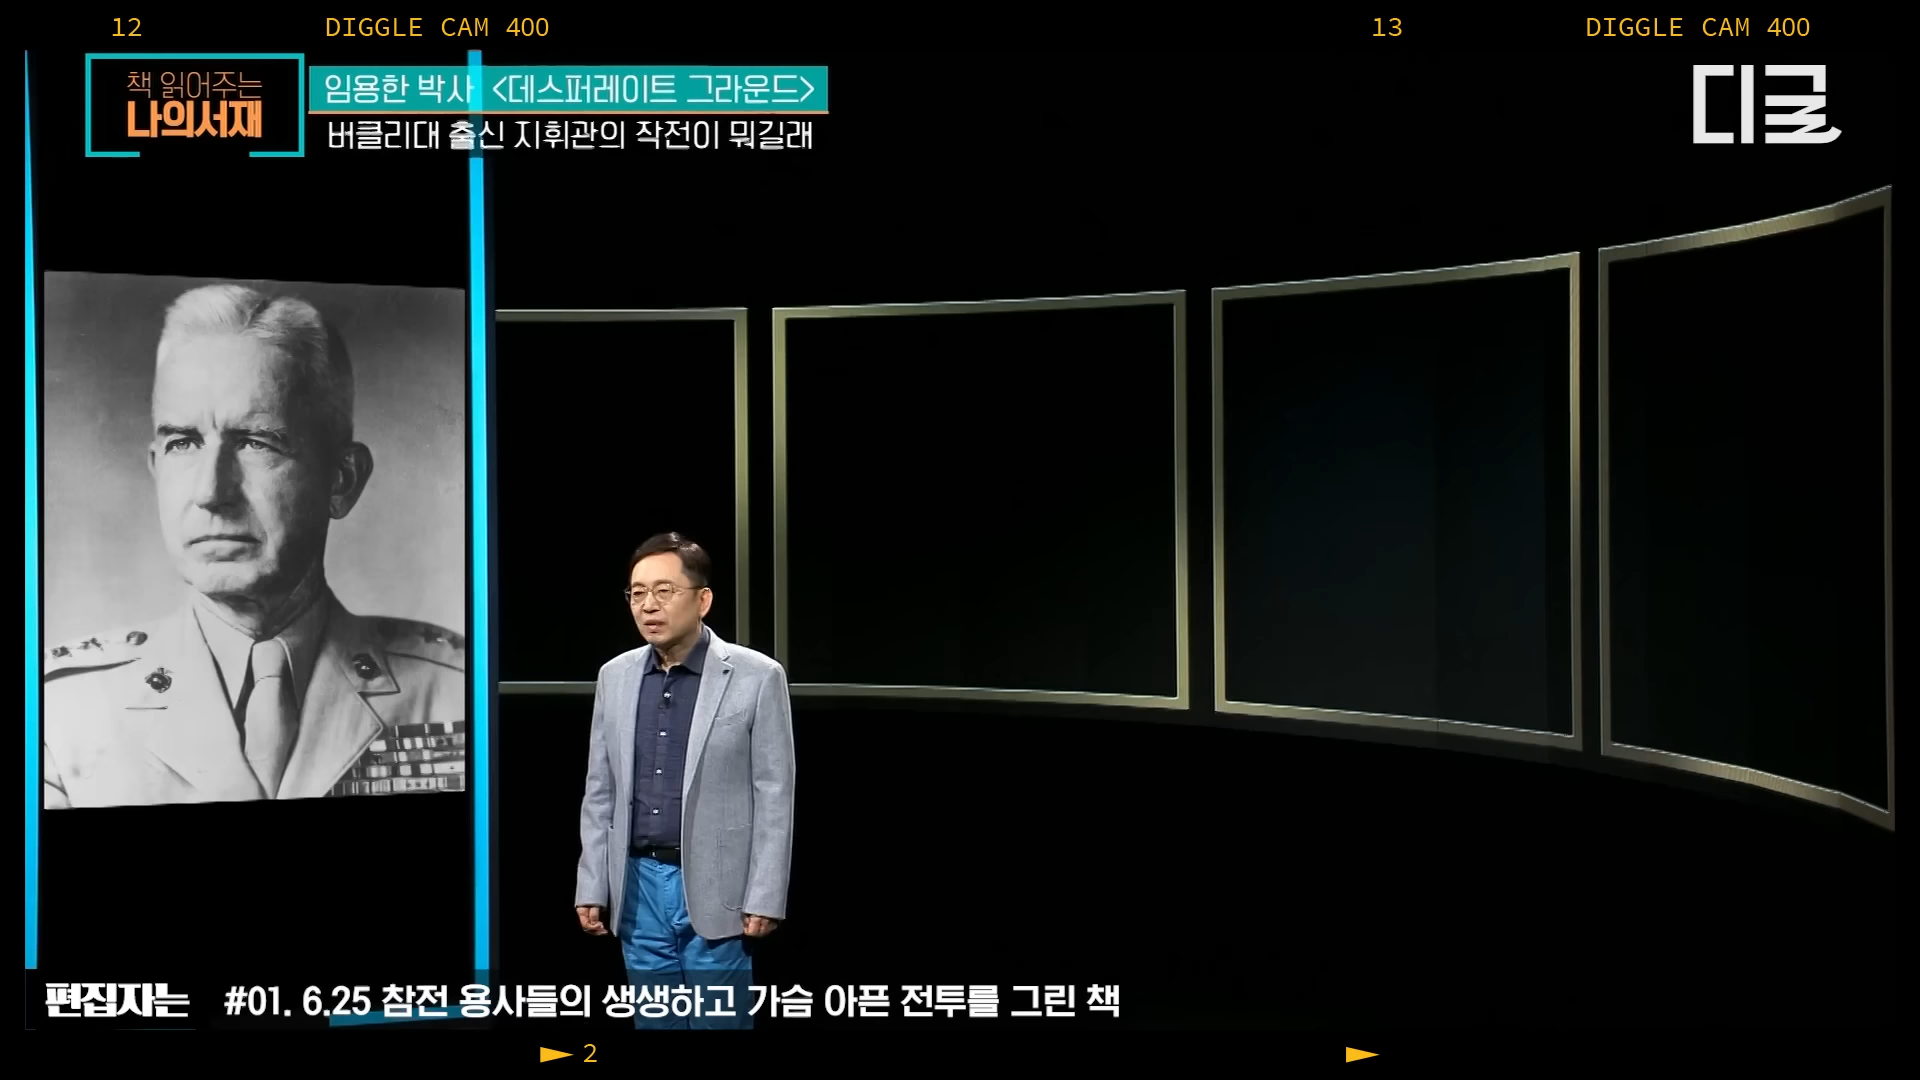 12
DIGGLE CAM 400
13
DIGGLE CAM 400
책 읽어주는
나의서재
임용한 박사 <데스퍼레이트 그라운드>
버클리대 출신 지휘관의 작전이 뭐길래
디글
편집자는 #01. 6.25 참전 용사들의 생생하고 가슴 아픈 전투를 그린 책
2